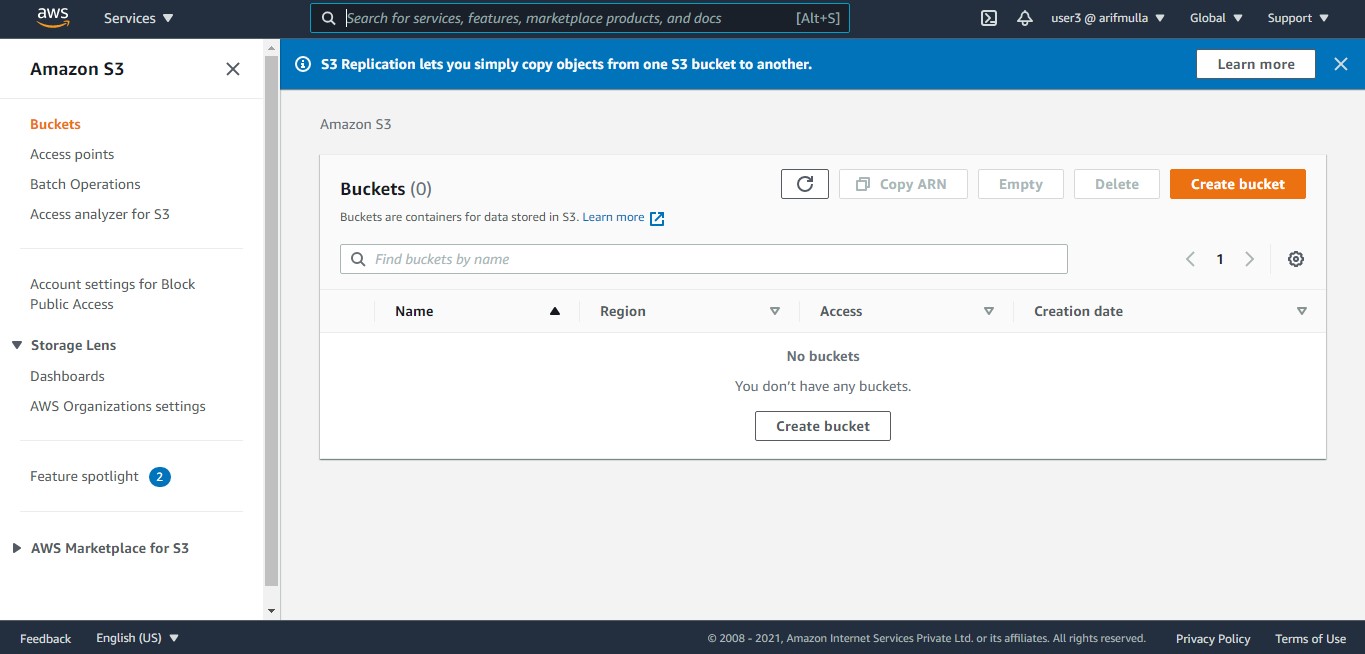 aws Services Search for services, features, marketplace products, and docs [Alt+S] user3 @ arifmulla Global Support
Amazon S3
Buckets
Access points
Batch Operations
Access analyzer for S3
Account settings for Block
Public Access
Storage Lens
Dashboards
AWS Organizations settings
Feature spotlight 2
AWS Marketplace for S3
S3 Replication lets you simply copy objects from one S3 bucket to another. Learn more
Amazon S3
Buckets (0) Copy ARN Empty Delete Create bucket
Buckets are containers for data stored in S3. Learn more
Find buckets by name 1
Name Region Access Creation date
No buckets
You don't have any buckets.
Create bucket
Feedback English (US) © 2008 - 2021, Amazon Internet Services Private Ltd. or its affiliates. All rights reserved. Privacy Policy Terms of Use